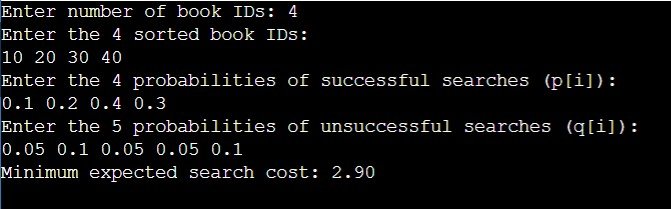 Enter number of book IDs: 4
Enter the 4 sorted book IDs:
10 20 30 40
Enter the 4 probabilities of successful searches (p[i]):
0.1 0.2 0.4 0.3
Enter the 5 probabilities of unsuccessful searches (q[i]):
0.05 0.1 0.05 0.05 0.1
Minimum expected search cost: 2.90